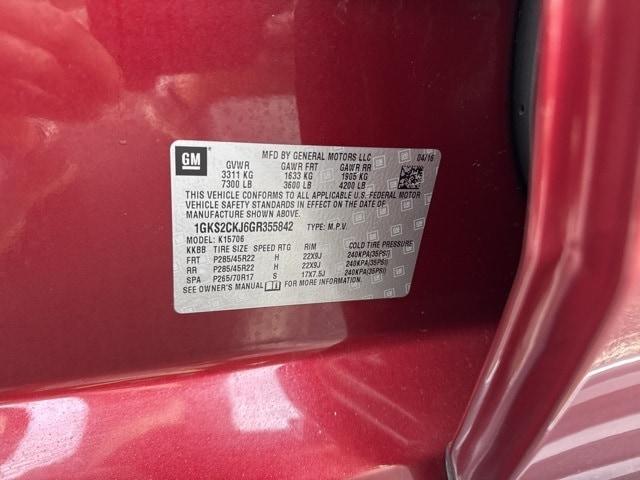 GM
MFD BY GENERAL MOTORS LLC 04/16
GVWR GAWR FRT GAWR RR
3311 KG 1633 KG 1905 KG
7300 LB 3600 LB 4200 LB
THIS VEHICLE CONFORMS TO ALL APPLICABLE U.S. FEDERAL MOTOR
VEHICLE SAFETY, BUMPER, AND THEFT PREVENTION STANDARDS
IN EFFECT ON THE DATE OF
MANUFACTURE SHOWN ABOVE.
1GKS2CKJ6GR355842 TYPE: M.P.V.
MODEL: K15706
KKBB TIRE SIZE SPEED RTG RIM COLD TIRE PRESSURE
FRT P285/45R22 H 22X9J 240KPA(35PSI)
RR P285/45R22 H 22X9J 240KPA(35PSI)
SPA P265/70R17 S 17X7.5J 240KPA(35PSI)
SEE OWNER'S MANUAL FOR MORE INFORMATION.